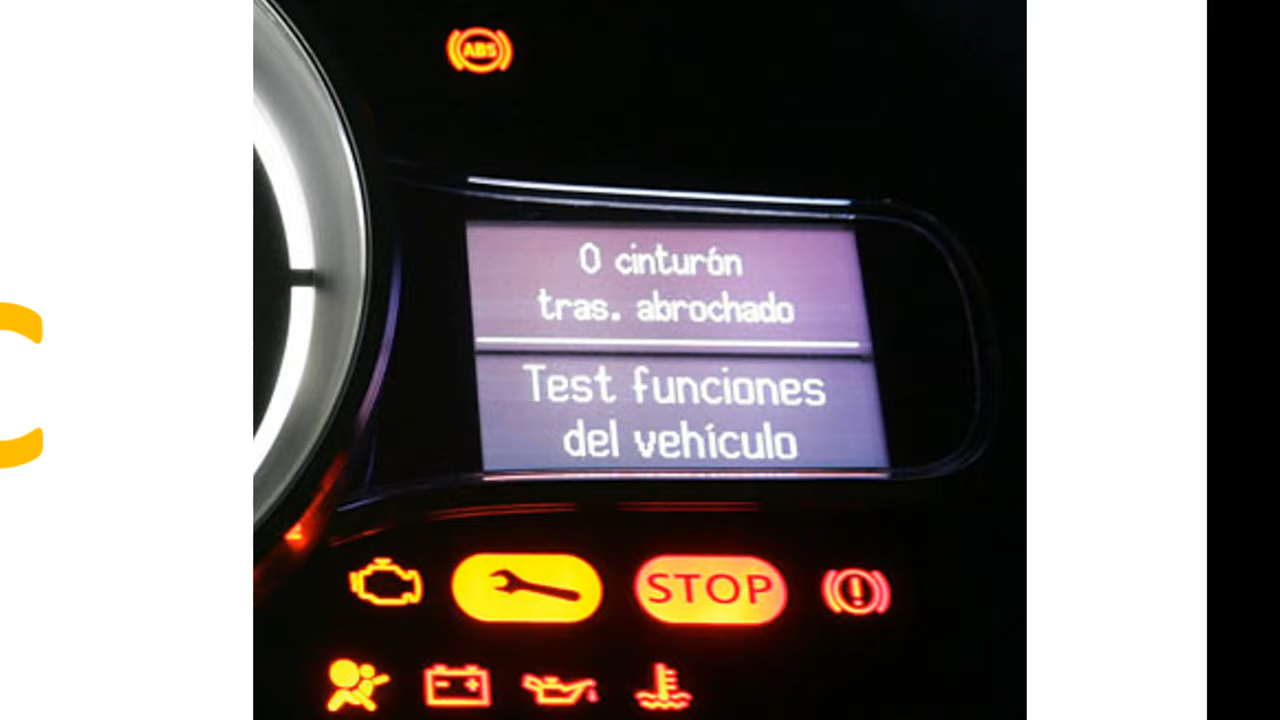 ABS
0 cinturón
tras. abrochado
Test funciones
del vehículo
STOP